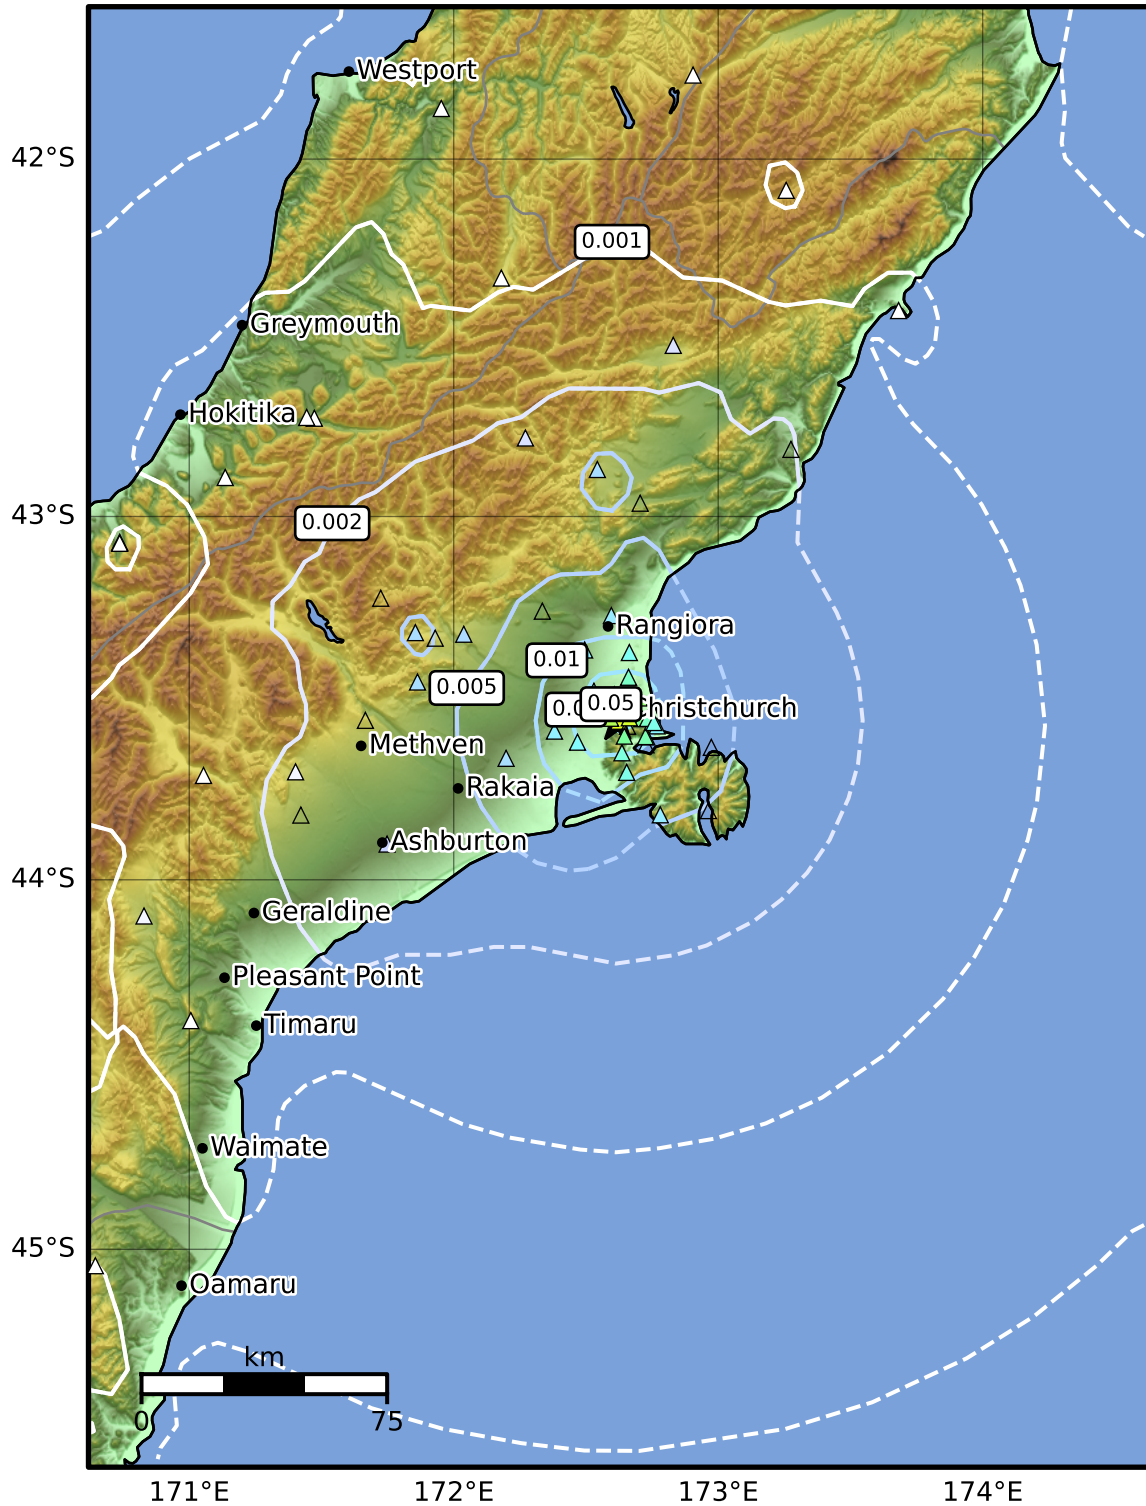 Westport
42°S
0.001
Greymouth
Hokitika
43°S
0.002
Rangiora
0.01
0.005
0.05
Christchurch
Methven
Rakaia
Ashburton
44°S
Geraldine
Pleasant Point
Timaru
Waimate
45°S
Oamaru
km
0
75
171°E
172°E
173°E
174°E